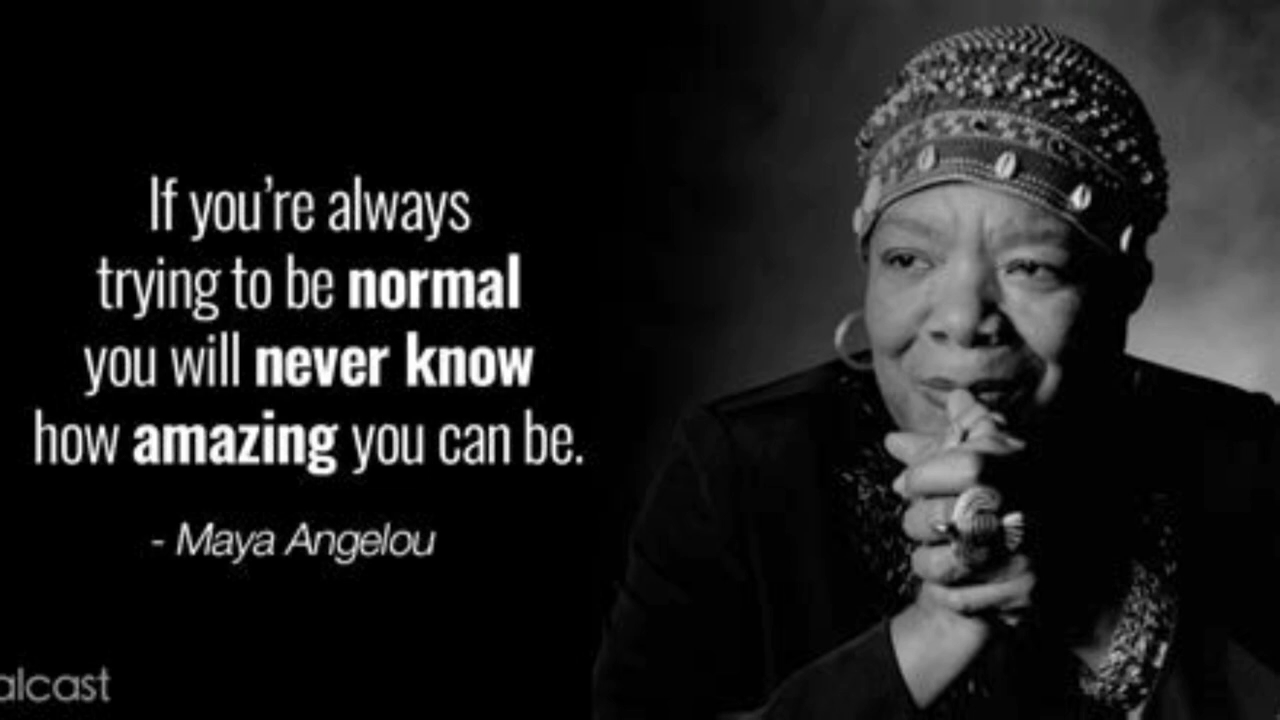 If you’re always
trying to be normal
you will never know
how amazing you can be.
- Maya Angelou
alcast